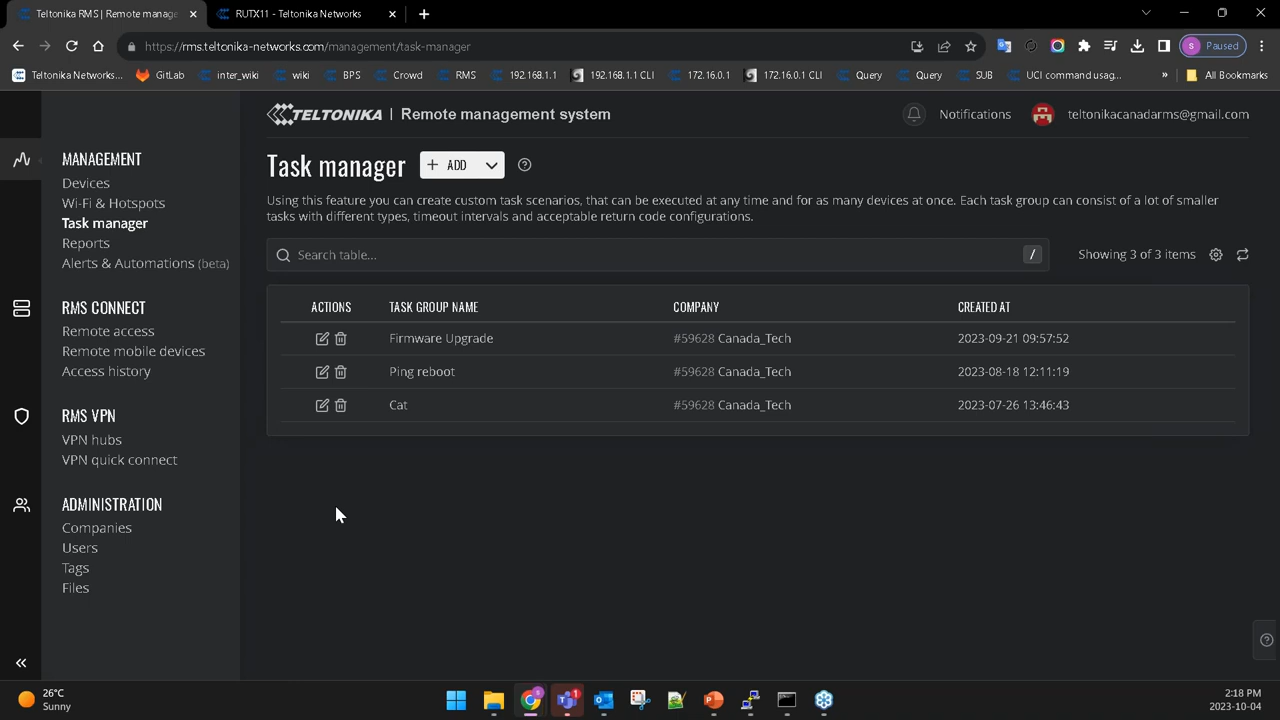 Teltonika RMS | Remote manage
RUTX11 - Teltonika Networks
https://rms.teltonika-networks.com/management/task-manager
S Paused
Teltonika Networks...
GitLab
inter_wiki
wiki
BPS
Crowd
RMS
192.168.1.1
192.168.1.1 CLI
172.16.0.1
172.16.0.1 CLI
Query
Query
SUB
UCI command usag...
»
All Bookmarks
TELTONIKA | Remote management system
Notifications
teltonikacanadarms@gmail.com
MANAGEMENT
Devices
Wi-Fi & Hotspots
Task manager
Reports
Alerts & Automations (beta)
RMS CONNECT
Remote access
Remote mobile devices
Access history
RMS VPN
VPN hubs
VPN quick connect
ADMINISTRATION
Companies
Users
Tags
Files
Task manager
+ ADD
Using this feature you can create custom task scenarios, that can be executed at any time and for as many devices at once. Each task group can consist of a lot of smaller
tasks with different types, timeout intervals and acceptable return code configurations.
Search table...
/
Showing 3 of 3 items
ACTIONS TASK GROUP NAME COMPANY CREATED AT
Firmware Upgrade #59628 Canada_Tech 2023-09-21 09:57:52
Ping reboot #59628 Canada_Tech 2023-08-18 12:11:19
Cat #59628 Canada_Tech 2023-07-26 13:46:43
26°C
Sunny
2:18 PM
2023-10-04